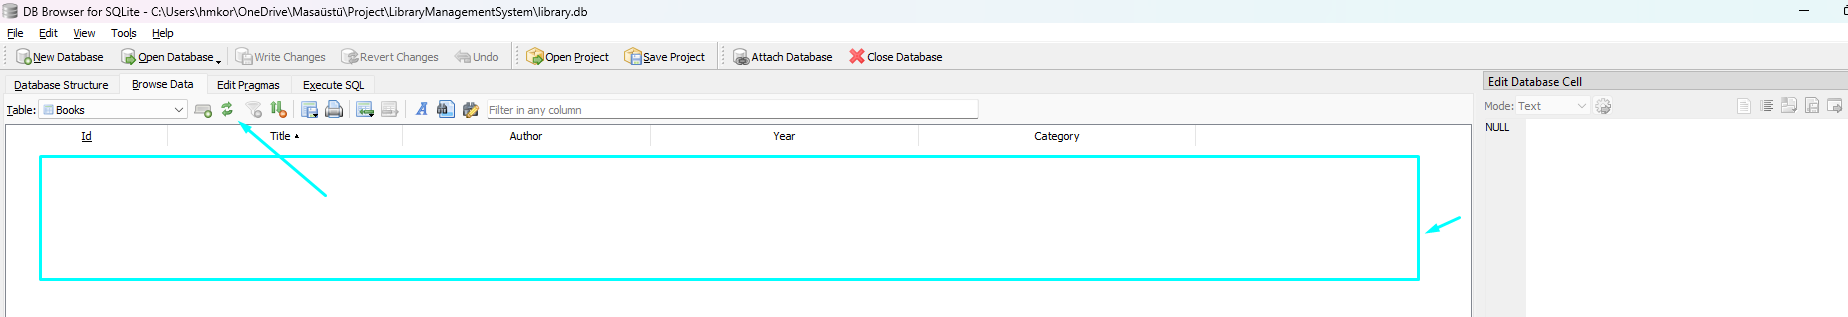 DB Browser for SQLite - C:\Users\hmkor\OneDrive\Masaüstü\Project\LibraryManagementSystem\library.db
File Edit View Tools Help
New Database Open Database Write Changes Revert Changes Undo Open Project Save Project Attach Database Close Database
Database Structure Browse Data Edit Pragmas Execute SQL
Edit Database Cell
Table: Books Filter in any column
Mode: Text
Id Title Author Year Category
NULL